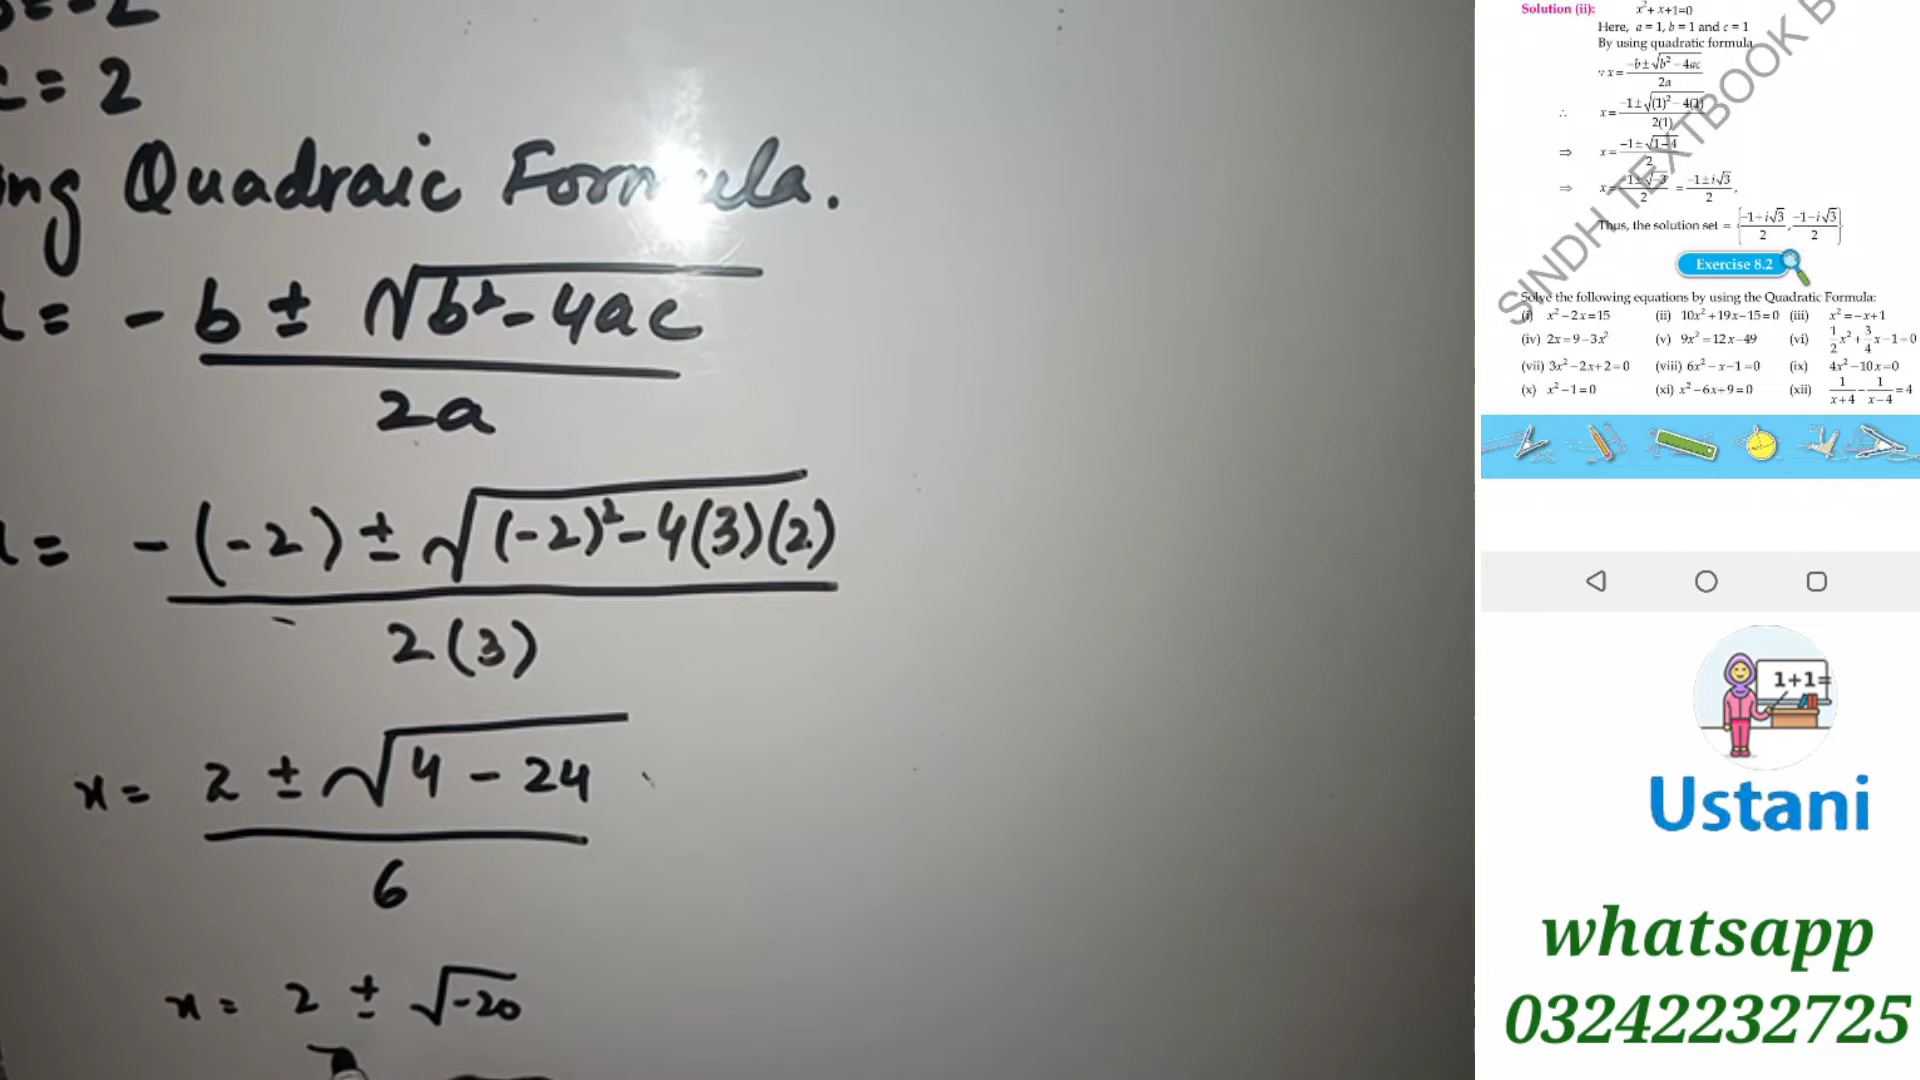 c = 2
ing Quadraic Formula.
x = -b ± √b²-4ac
2a
x = -(-2) ± √(-2)²-4(3)(2)
2(3)
x = 2 ± √4-24
6
x = 2 ± √-20
Solution (ii): x²+x+1=0
Here, a=1, b=1 and c=1
By using quadratic formula
∵ x= -b±√b²-4ac
2a
∴ x= -1±√(1)²-4(1)
2(1)
⇒ x= -1±√1-4
2
⇒ x= -1±√-3 / 2 = -1±i√3 / 2,
Thus, the solution set = {-1+i√3 / 2, -1-i√3 / 2}
SINDH TEXTBOOK B
Exercise 8.2
Solve the following equations by using the Quadratic Formula:
(i) x²-2x=15 (ii) 10x²+19x-15=0 (iii) x²=-x+1
(iv) 2x=9-3x² (v) 9x²=12x-49 (vi) 1/2 x²+3/4 x-1=0
(vii) 3x²-2x+2=0 (viii) 6x²-x-1=0 (ix) 4x²-10x=0
(x) x²-1=0 (xi) x²-6x+9=0 (xii) 1/x+4 - 1/x-4 =4
1+1=
Ustani
whatsapp
03242232725